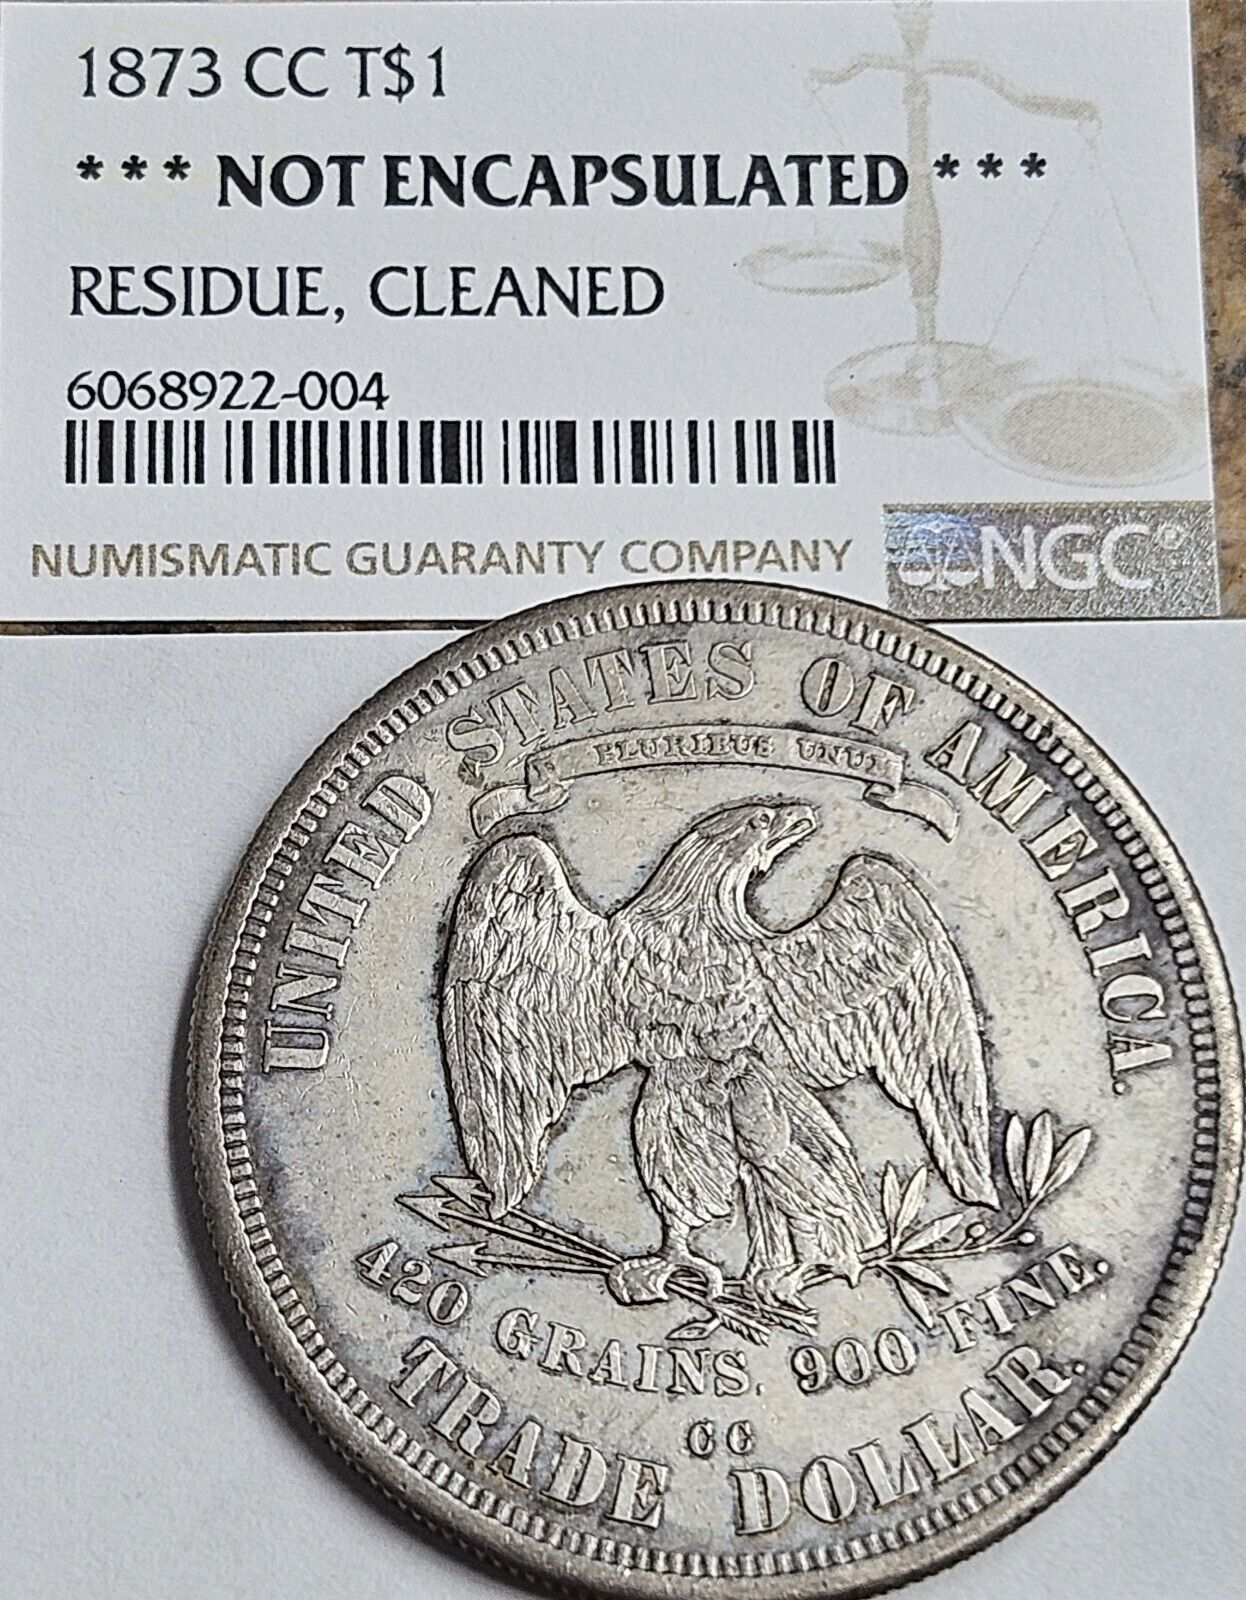 1873 CC T$1
*** NOT ENCAPSULATED ***
RESIDUE, CLEANED
6068922-004
NUMISMATIC GUARANTY COMPANY
NGC®
UNITED STATES OF AMERICA.
E PLURIBUS UNUM
420 GRAINS. 900 FINE.
CC
TRADE DOLLAR.